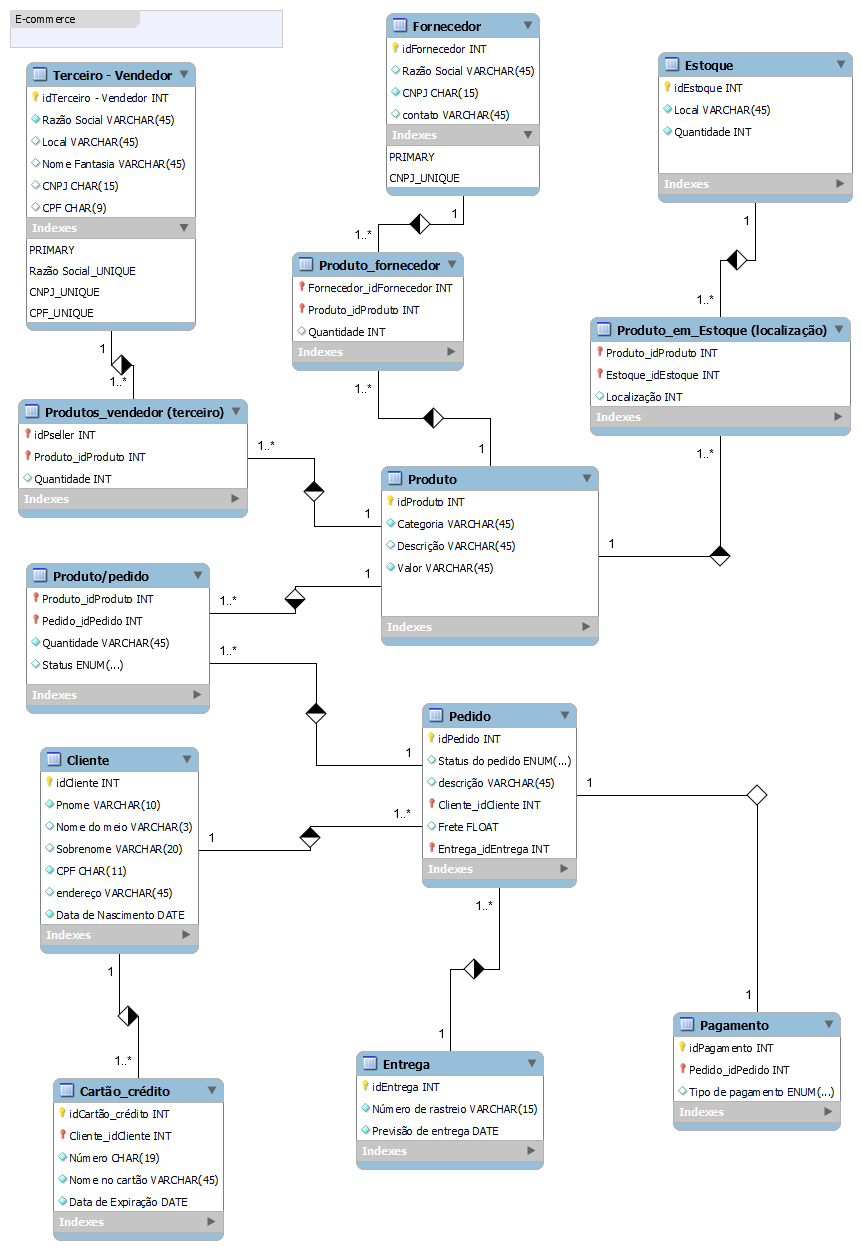 E-commerce
Fornecedor
idFornecedor INT
Razão Social VARCHAR(45)
CNPJ CHAR(15)
contato VARCHAR(45)
Indexes
PRIMARY
CNPJ_UNIQUE
Estoque
idEstoque INT
Local VARCHAR(45)
Quantidade INT
Indexes
Terceiro - Vendedor
idTerceiro - Vendedor INT
Razão Social VARCHAR(45)
Local VARCHAR(45)
Nome Fantasia VARCHAR(45)
CNPJ CHAR(15)
CPF CHAR(9)
Indexes
PRIMARY
Razão Social_UNIQUE
CNPJ_UNIQUE
CPF_UNIQUE
1
1..*
1
1..*
1
1..*
Produto_fornecedor
Fornecedor_idFornecedor INT
Produto_idProduto INT
Quantidade INT
Indexes
Produto_em_Estoque (localização)
Produto_idProduto INT
Estoque_idEstoque INT
Localização INT
Indexes
Produtos_vendedor (terceiro)
idPseller INT
Produto_idProduto INT
Quantidade INT
Indexes
1..*
1
1..*
1
1..*
1
Produto
idProduto INT
Categoria VARCHAR(45)
Descrição VARCHAR(45)
Valor VARCHAR(45)
Indexes
Produto/pedido
Produto_idProduto INT
Pedido_idPedido INT
Quantidade VARCHAR(45)
Status ENUM(...)
Indexes
1
1..*
1..*
1
Pedido
idPedido INT
Status do pedido ENUM(...)
descrição VARCHAR(45)
Cliente_idCliente INT
Frete FLOAT
Entrega_idEntrega INT
Indexes
Cliente
idCliente INT
Pnome VARCHAR(10)
Nome do meio VARCHAR(3)
Sobrenome VARCHAR(20)
CPF CHAR(11)
endereço VARCHAR(45)
Data de Nascimento DATE
Indexes
1
1..*
1
1
1..*
1
1
1..*
Pagamento
idPagamento INT
Pedido_idPedido INT
Tipo de pagamento ENUM(...)
Indexes
Entrega
idEntrega INT
Número de rastreio VARCHAR(15)
Previsão de entrega DATE
Indexes
Cartão_crédito
idCartão_crédito INT
Cliente_idCliente INT
Número CHAR(19)
Nome no cartão VARCHAR(45)
Data de Expiração DATE
Indexes